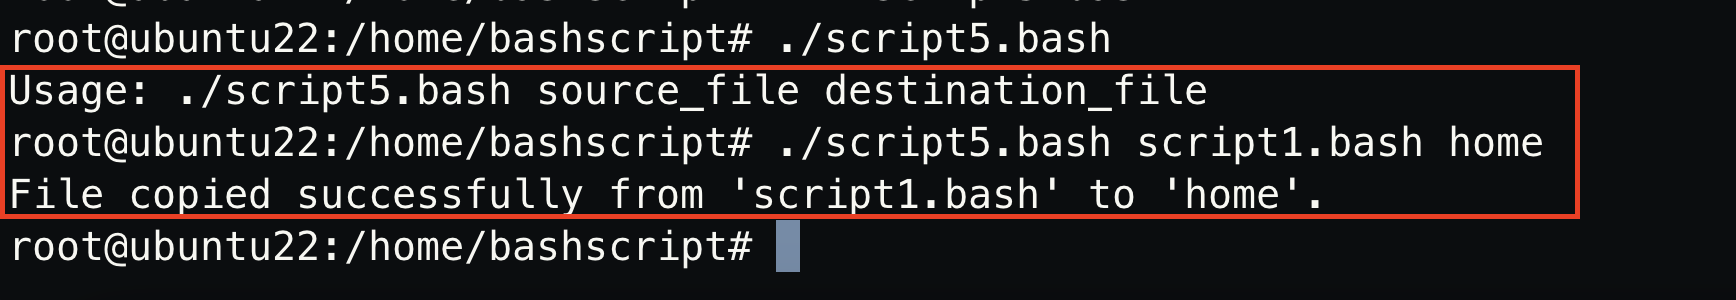 root@ubuntu22:/home/bashscript# ./script5.bash
Usage: ./script5.bash source_file destination_file
root@ubuntu22:/home/bashscript# ./script5.bash script1.bash home
File copied successfully from 'script1.bash' to 'home'.
root@ubuntu22:/home/bashscript#